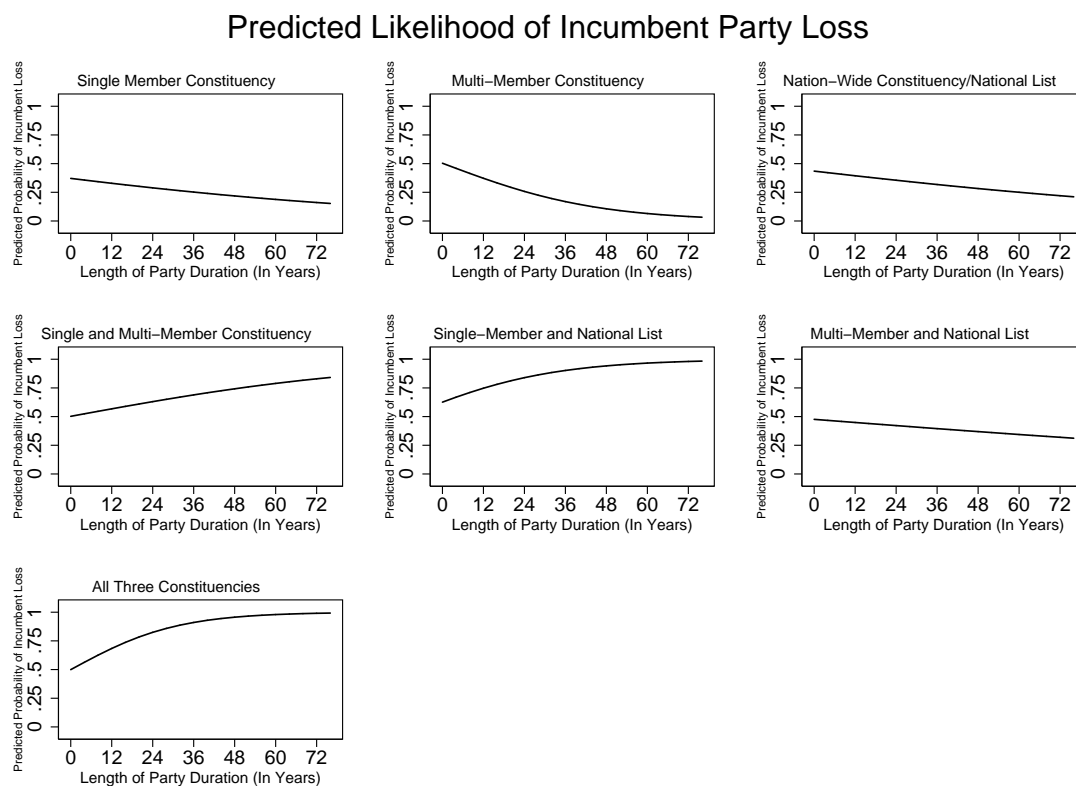 Predicted Likelihood of Incumbent Party Loss
Single Member Constituency
Predicted Probability of Incumbent Loss
0 .25 .5 .75 1
0 12 24 36 48 60 72
Length of Party Duration (In Years)
Multi−Member Constituency
Predicted Probability of Incumbent Loss
0 .25 .5 .75 1
0 12 24 36 48 60 72
Length of Party Duration (In Years)
Nation−Wide Constituency/National List
Predicted Probability of Incumbent Loss
0 .25 .5 .75 1
0 12 24 36 48 60 72
Length of Party Duration (In Years)
Single and Multi−Member Constituency
Predicted Probability of Incumbent Loss
0 .25 .5 .75 1
0 12 24 36 48 60 72
Length of Party Duration (In Years)
Single−Member and National List
Predicted Probability of Incumbent Loss
0 .25 .5 .75 1
0 12 24 36 48 60 72
Length of Party Duration (In Years)
Multi−Member and National List
Predicted Probability of Incumbent Loss
0 .25 .5 .75 1
0 12 24 36 48 60 72
Length of Party Duration (In Years)
All Three Constituencies
Predicted Probability of Incumbent Loss
0 .25 .5 .75 1
0 12 24 36 48 60 72
Length of Party Duration (In Years)